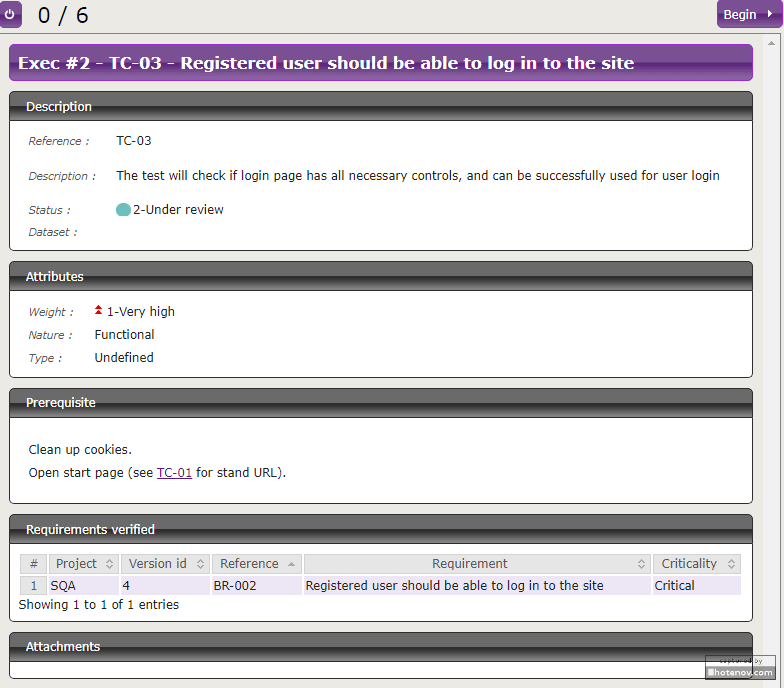 0 / 6
Begin
Exec #2 - TC-03 - Registered user should be able to log in to the site
Description
Reference : TC-03
Description : The test will check if login page has all necessary controls, and can be successfully used for user login
Status : 2-Under review
Dataset :
Attributes
Weight : 1-Very high
Nature : Functional
Type : Undefined
Prerequisite
Clean up cookies.
Open start page (see TC-01 for stand URL).
Requirements verified
# Project Version id Reference Requirement Criticality
1 SQA 4 BR-002 Registered user should be able to log in to the site Critical
Showing 1 to 1 of 1 entries
Attachments
captured by
hotenov.com